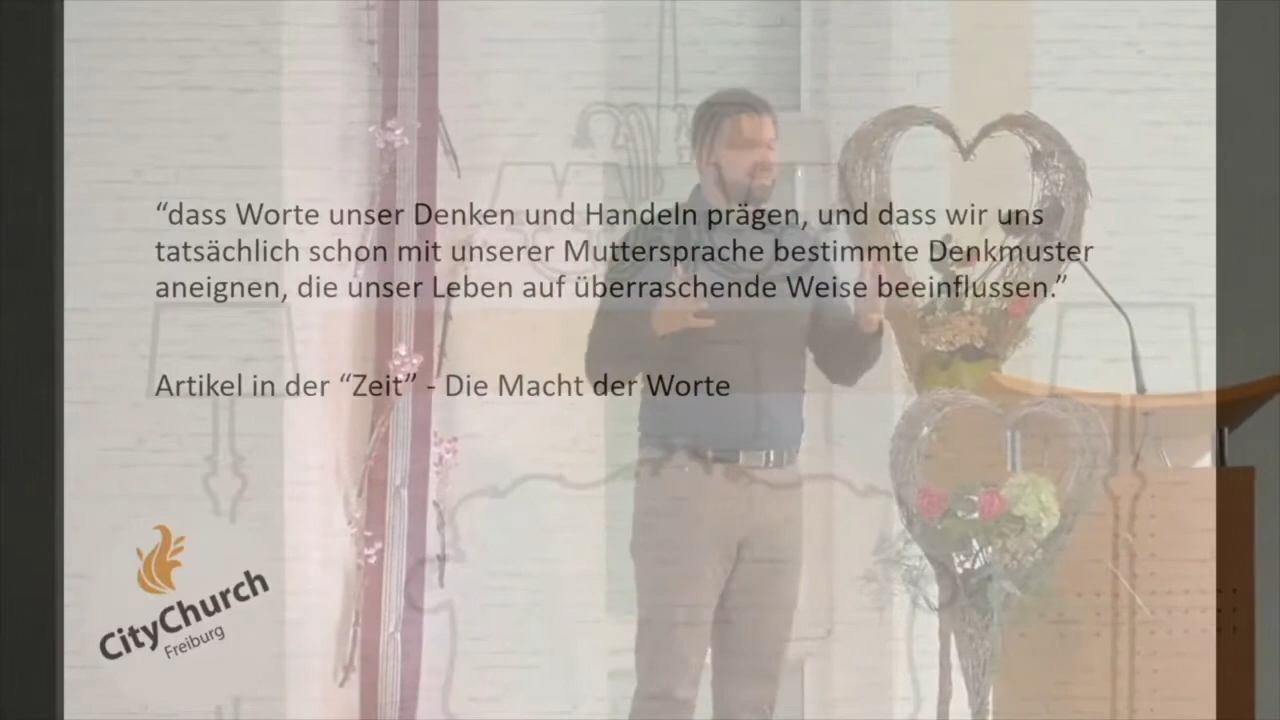 “dass Worte unser Denken und Handeln prägen, und dass wir uns
tatsächlich schon mit unserer Muttersprache bestimmte Denkmuster
aneignen, die unser Leben auf überraschende Weise beeinflussen.”
Artikel in der “Zeit” - Die Macht der Worte
CityChurch
Freiburg